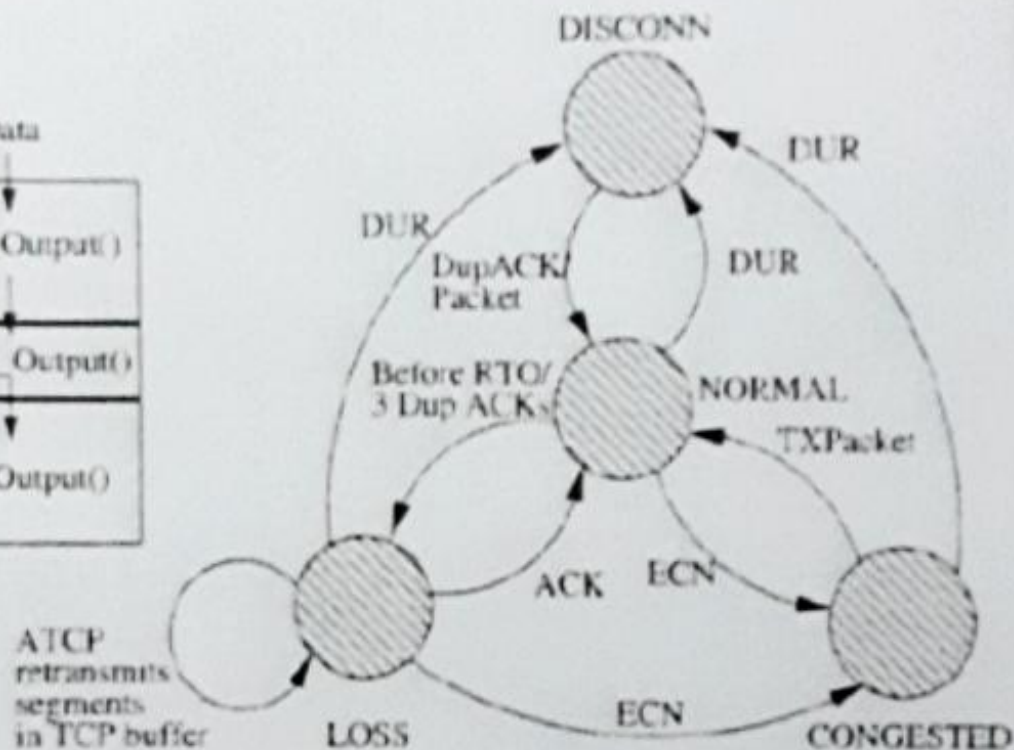 DISCONN
ata
Output()
Output()
Output()
DUR
DUR
DupACK/
Packet
DUR
Before RTO/
3 Dup ACKs
NORMAL
TXPacket
ACK
ECN
ATCP
retransmits
segments
in TCP buffer
LOSS
ECN
CONGESTED